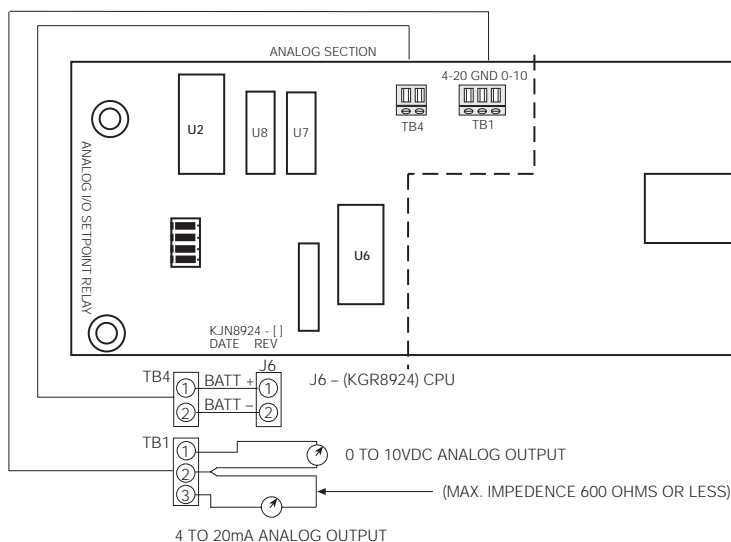 ANALOG SECTION
4-20 GND 0-10
TB4
TB1
U2
U8
U7
ANALOG I/O SETPOINT RELAY
U6
KJN8924 - [ ]
DATE REV
TB4
BATT +
J6
1
1
J6 – (KGR8924) CPU
2
BATT –
2
TB1
1
0 TO 10VDC ANALOG OUTPUT
2
3
(MAX. IMPEDENCE 600 OHMS OR LESS)
4 TO 20mA ANALOG OUTPUT